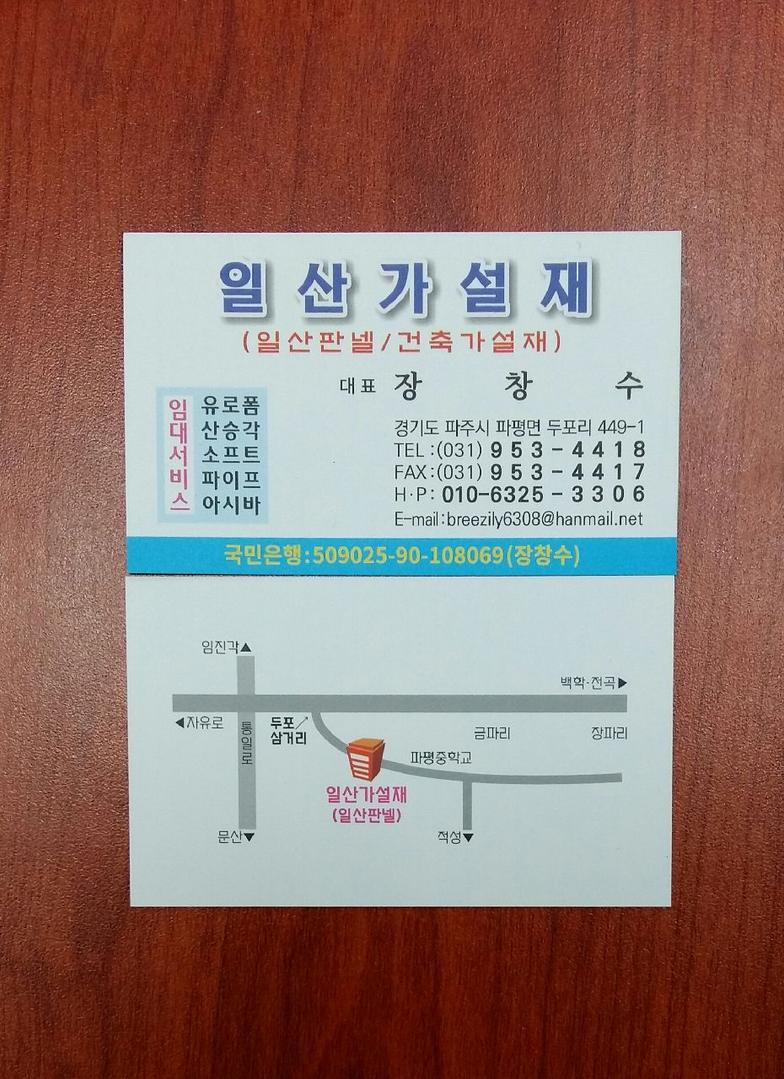 일산가설재
(일산판넬/건축가설재)
대표 장 창 수
임대서비스
유로폼
산승각
소프트
파이프
아시바
경기도 파주시 파평면 두포리 449-1
TEL:(031) 953-4418
FAX:(031) 953-4417
H·P: 010-6325-3306
E-mail:breezily6308@hanmail.net
국민은행:509025-90-108069(장창수)
임진각▲
백학·전곡▶
◀자유로
통일로
두포↗
삼거리
금파리
장파리
파평중학교
일산가설재
(일산판넬)
문산▼
적성▼